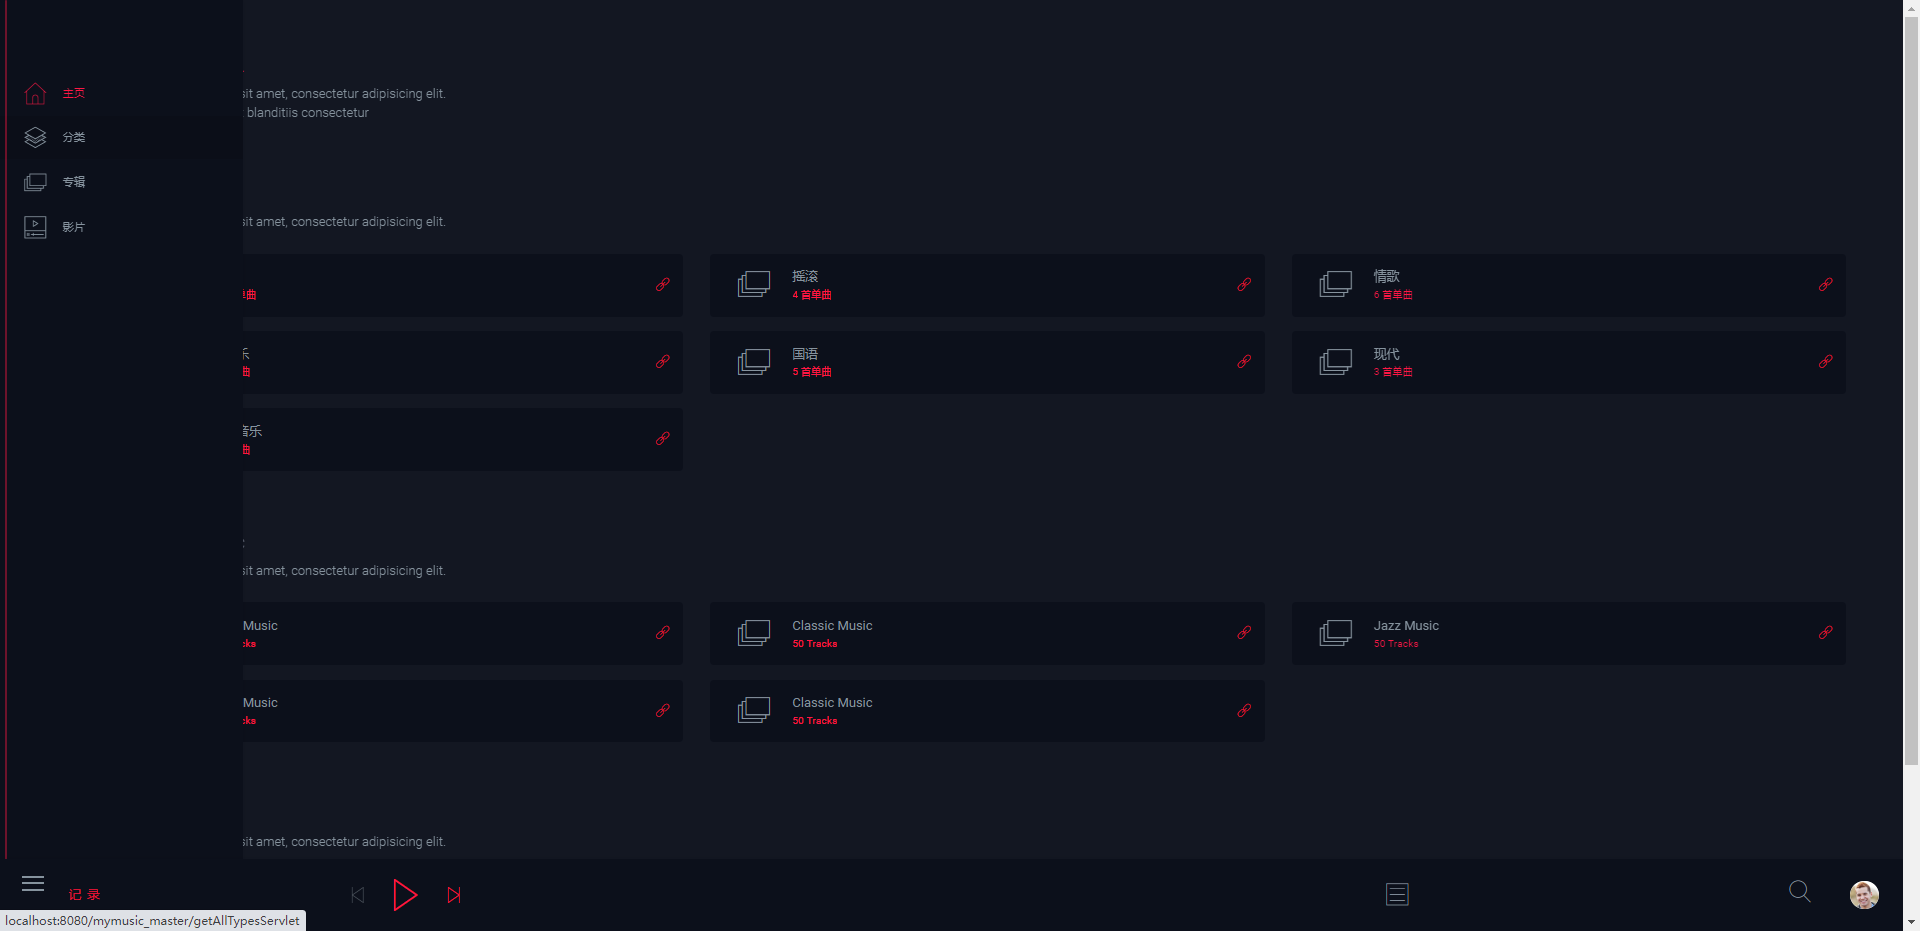 主页
分类
专辑
影片
sit amet, consectetur adipisicing elit.
blanditiis consectetur
sit amet, consectetur adipisicing elit.
单曲
摇滚
4 首单曲
情歌
6 首单曲
乐
曲
国语
5 首单曲
现代
3 首单曲
音乐
曲
sit amet, consectetur adipisicing elit.
Music
cks
Classic Music
50 Tracks
Jazz Music
50 Tracks
Music
cks
Classic Music
50 Tracks
sit amet, consectetur adipisicing elit.
记 录
localhost:8080/mymusic_master/getAllTypesServlet